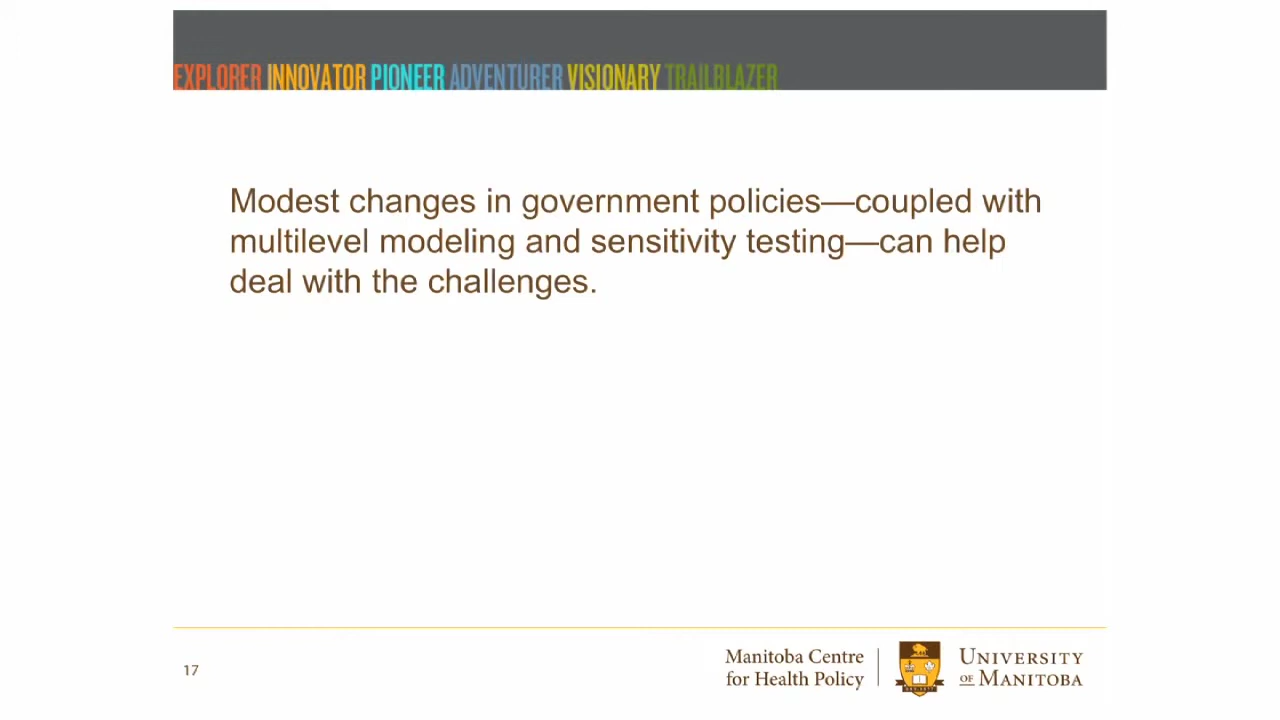 EXPLORER INNOVATOR PIONEER ADVENTURER VISIONARY TRAILBLAZER
Modest changes in government policies—coupled with
multilevel modeling and sensitivity testing—can help
deal with the challenges.
17
Manitoba Centre
for Health Policy
UNIVERSITY
OF MANITOBA